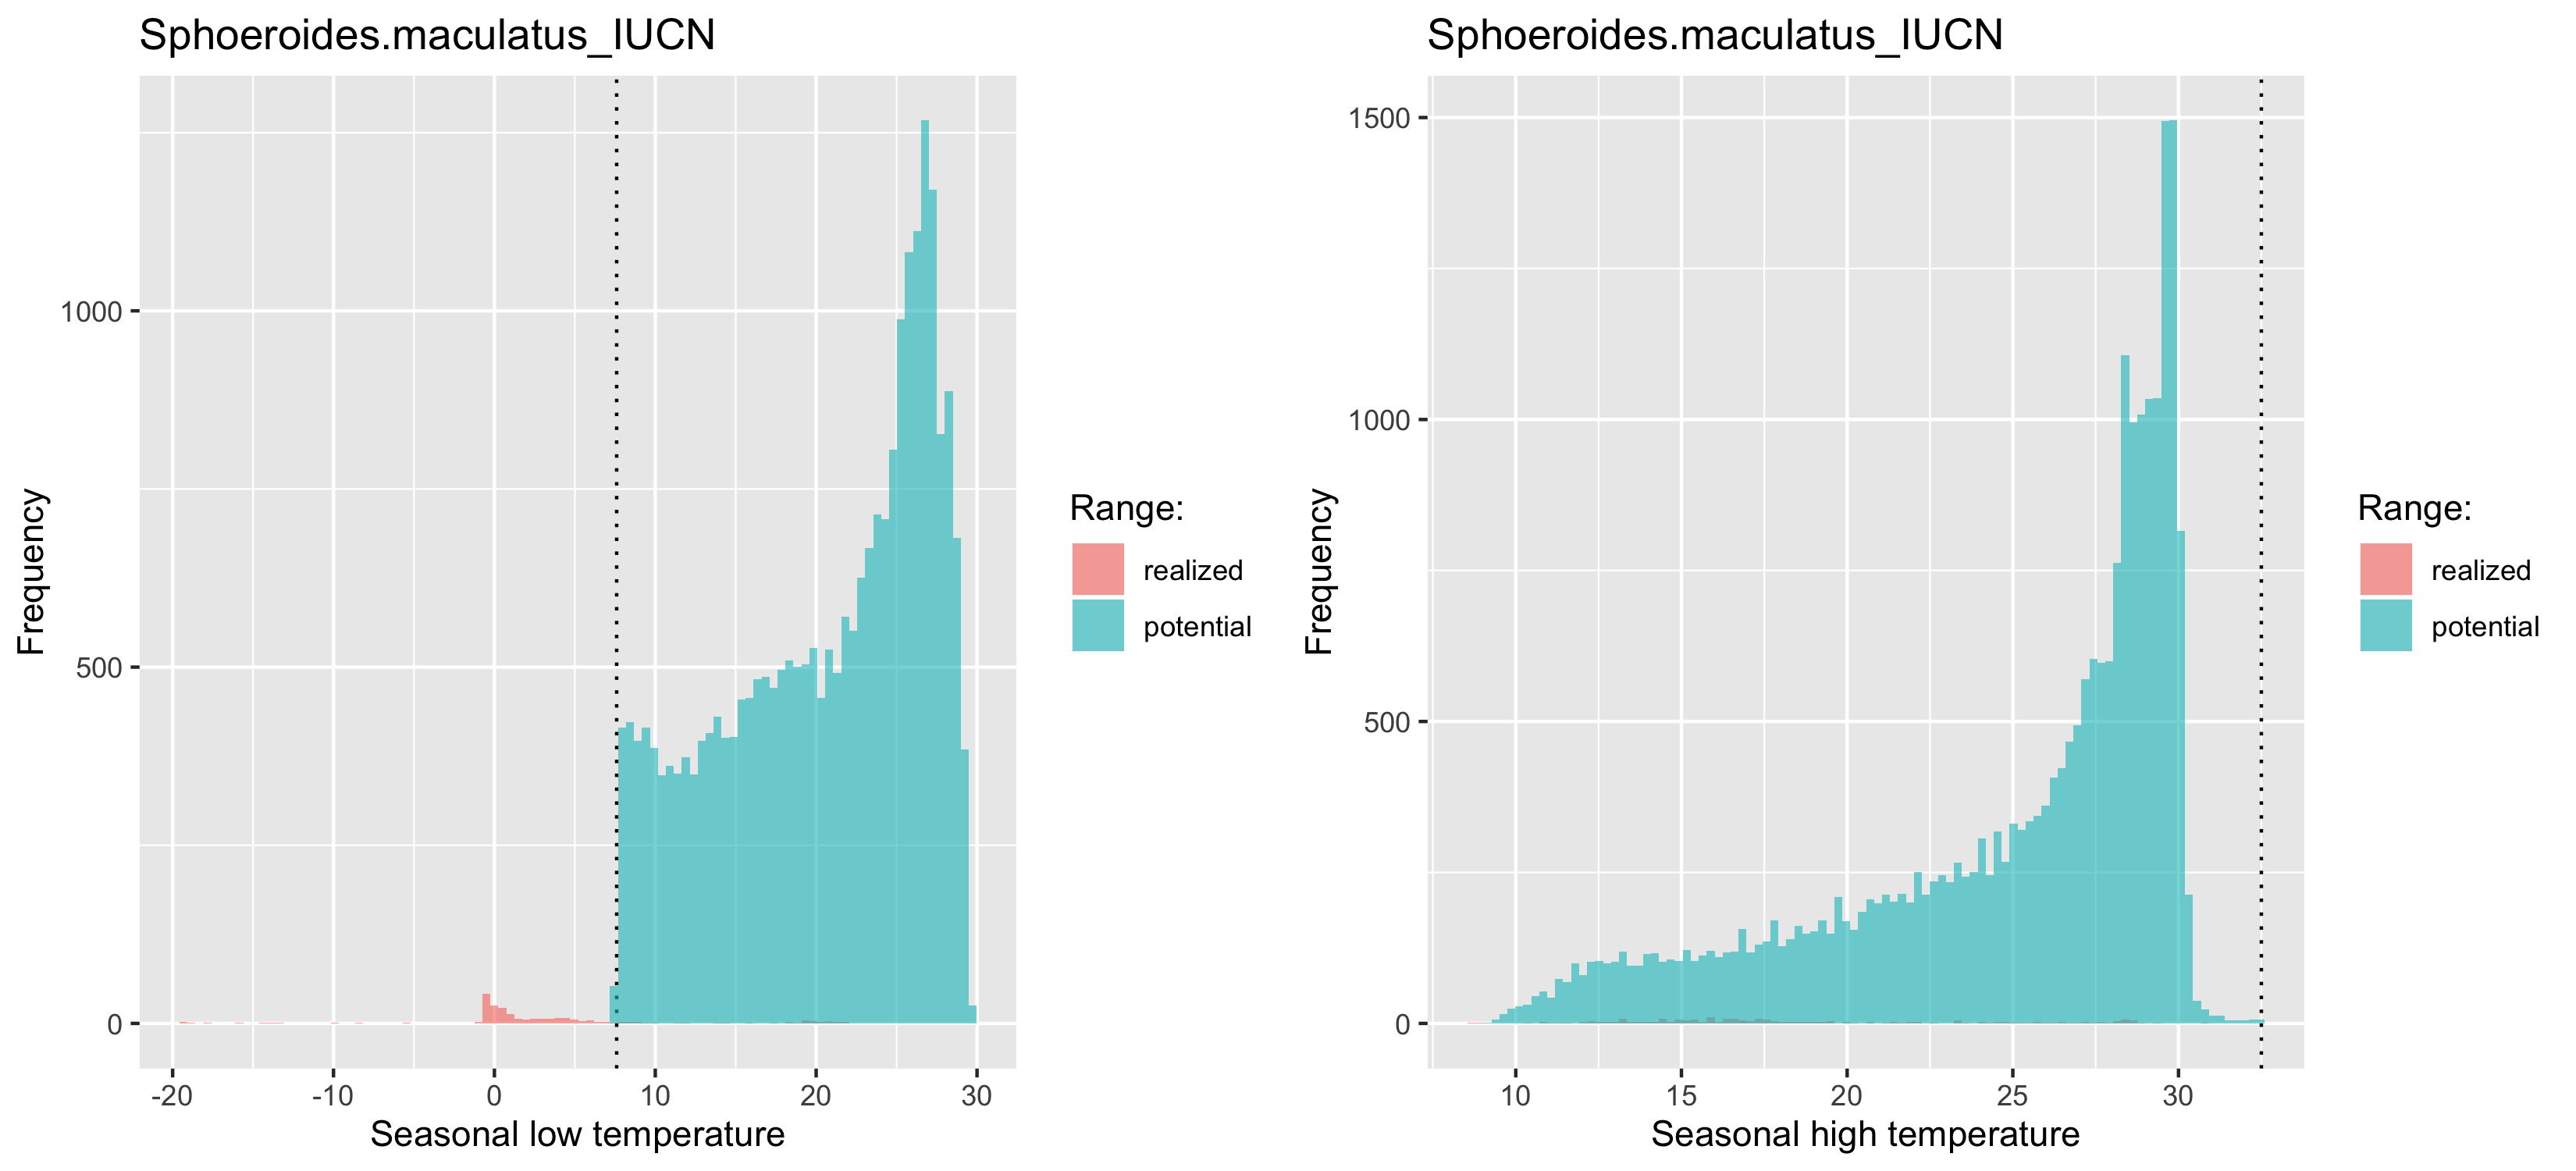 Sphoeroides.maculatus_IUCN
Frequency
1000
500
0
-20 -10 0 10 20 30
Seasonal low temperature
Range:
realized
potential
Sphoeroides.maculatus_IUCN
Frequency
1500
1000
500
0
10 15 20 25 30
Seasonal high temperature
Range:
realized
potential